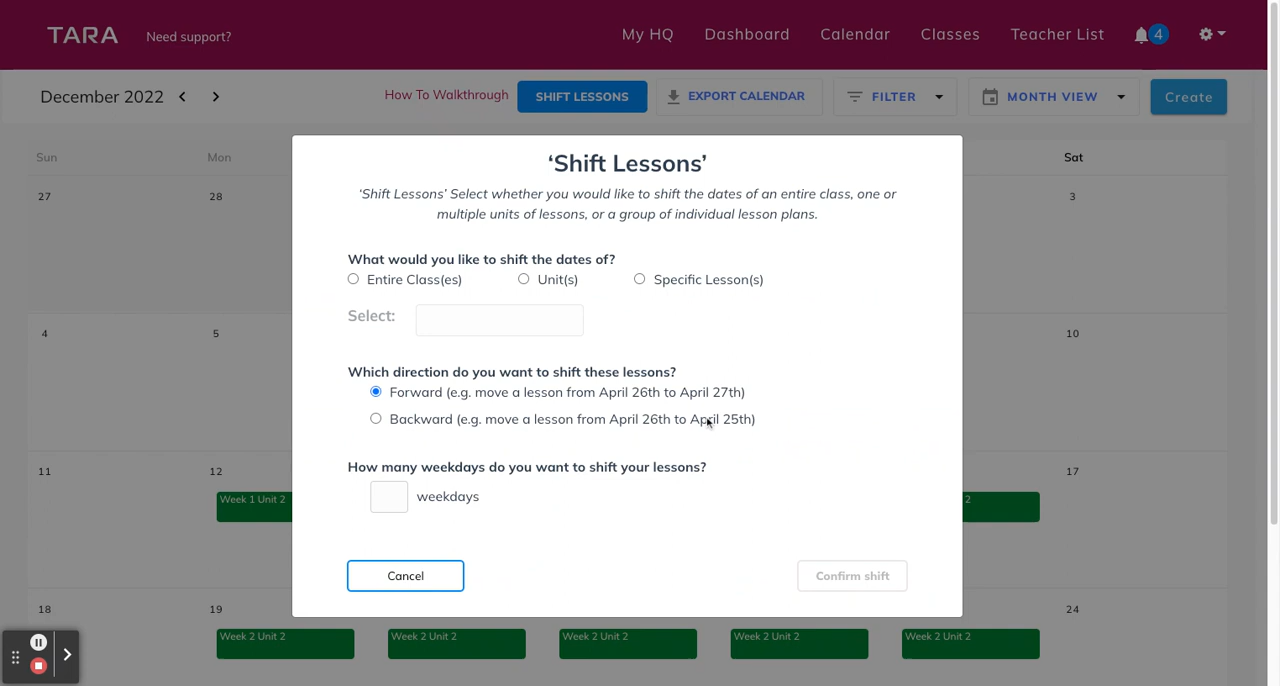 TARA
Need support?
My HQ
Dashboard
Calendar
Classes
Teacher List
4
December 2022
How To Walkthrough
SHIFT LESSONS
EXPORT CALENDAR
FILTER
MONTH VIEW
Create
Sun
Mon
Sat
27
28
3
4
5
10
11
12
17
Week 1 Unit 2
2
18
19
24
Week 2 Unit 2
Week 2 Unit 2
Week 2 Unit 2
Week 2 Unit 2
Week 2 Unit 2
‘Shift Lessons’
‘Shift Lessons’ Select whether you would like to shift the dates of an entire class, one or
multiple units of lessons, or a group of individual lesson plans.
What would you like to shift the dates of?
Entire Class(es)
Unit(s)
Specific Lesson(s)
Select:
Which direction do you want to shift these lessons?
Forward (e.g. move a lesson from April 26th to April 27th)
Backward (e.g. move a lesson from April 26th to April 25th)
How many weekdays do you want to shift your lessons?
weekdays
Cancel
Confirm shift